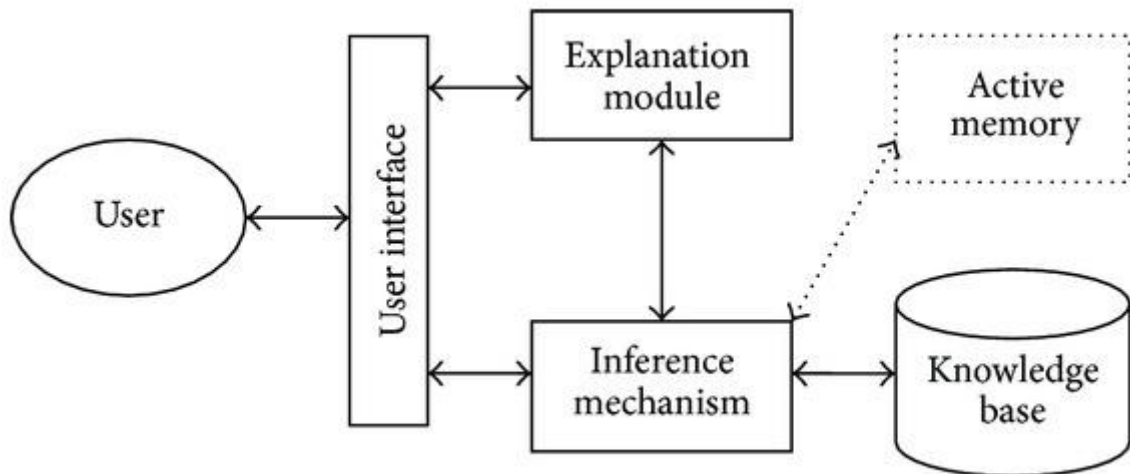 User
User interface
Explanation
module
Inference
mechanism
Active
memory
Knowledge
base